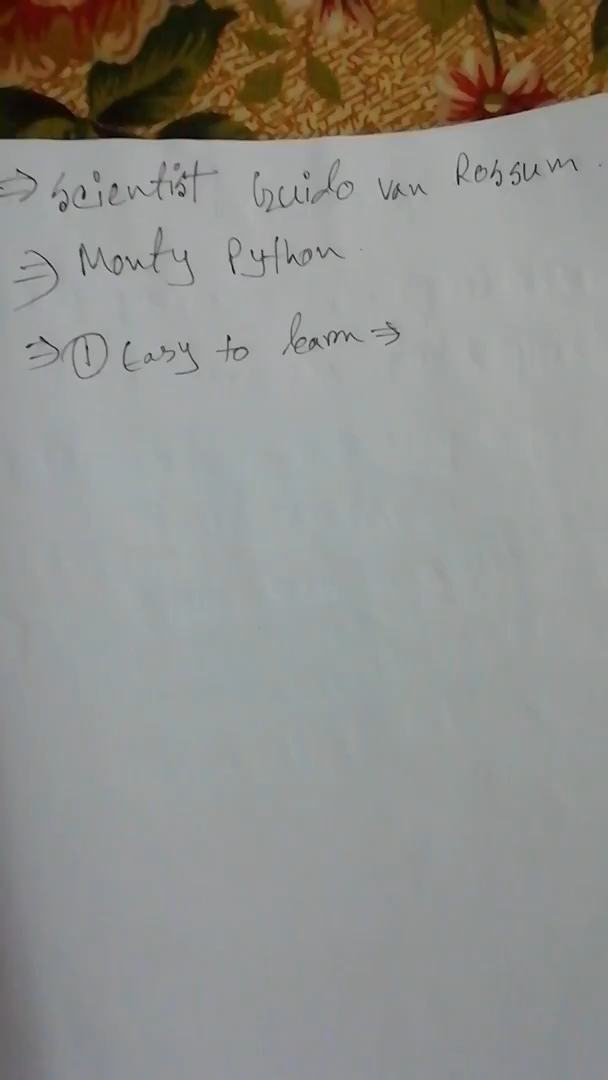 ⇒ Scientist Guido van Rossum.
⇒ Monty Python.
⇒ ① Easy to learn ⇒